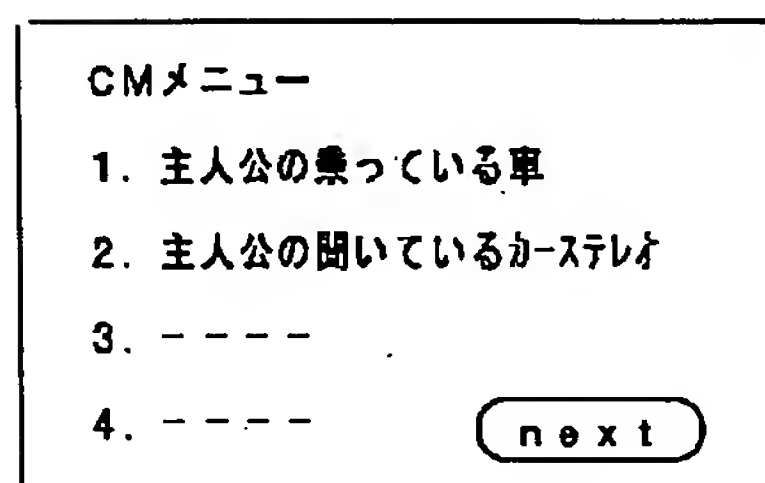 CMメニュー
1. 主人公の乗っている車
2. 主人公の聞いているカーステレオ
3. ----
4. ----
next